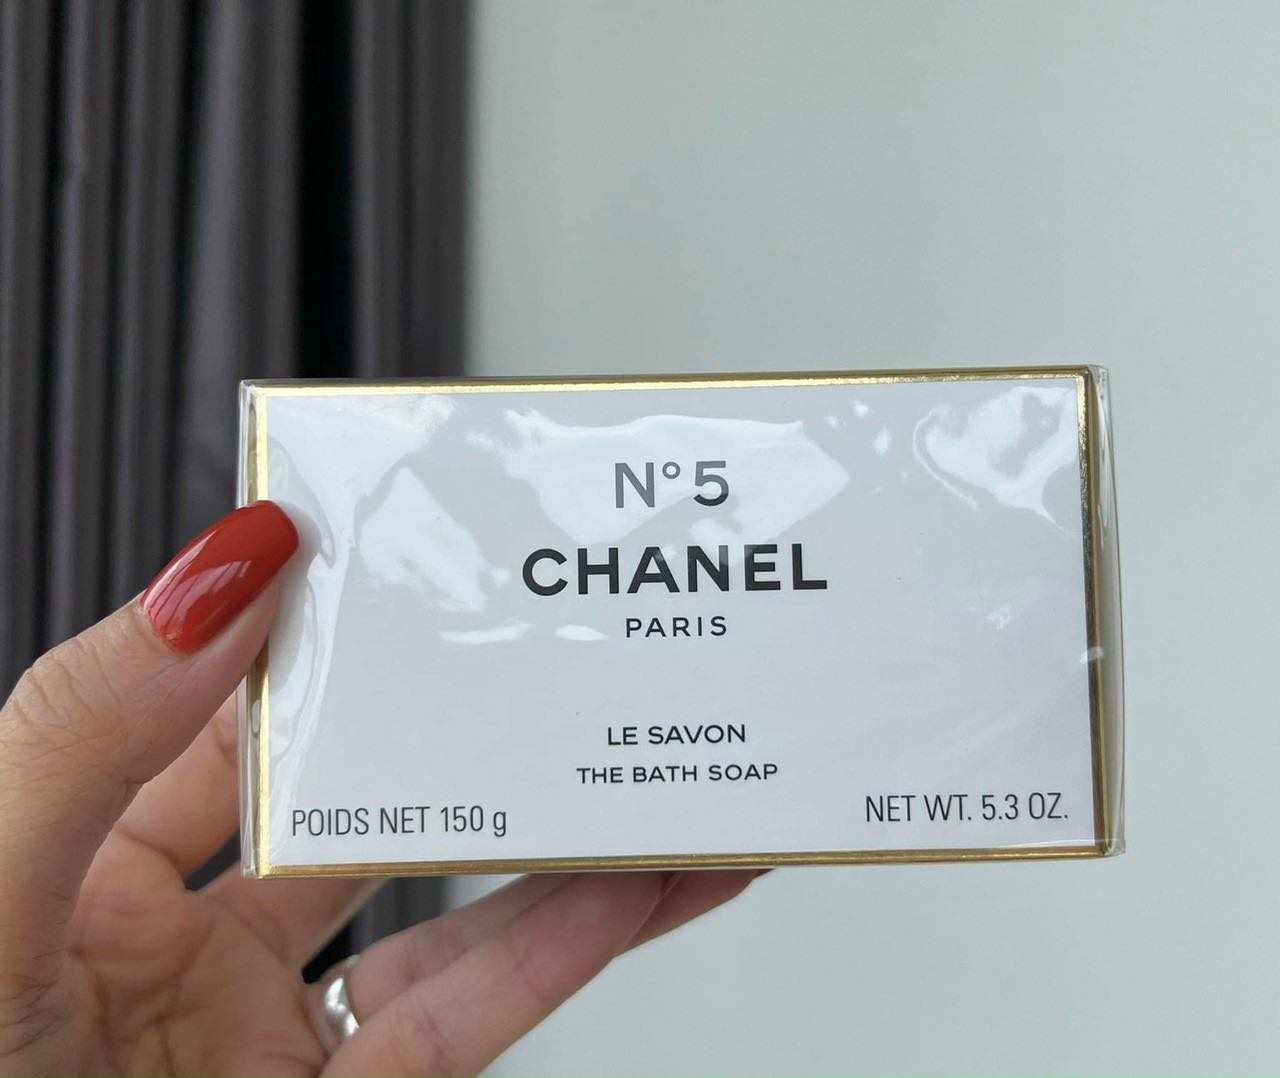 N°5
CHANEL
PARIS
LE SAVON
THE BATH SOAP
POIDS NET 150 g
NET WT. 5.3 OZ.